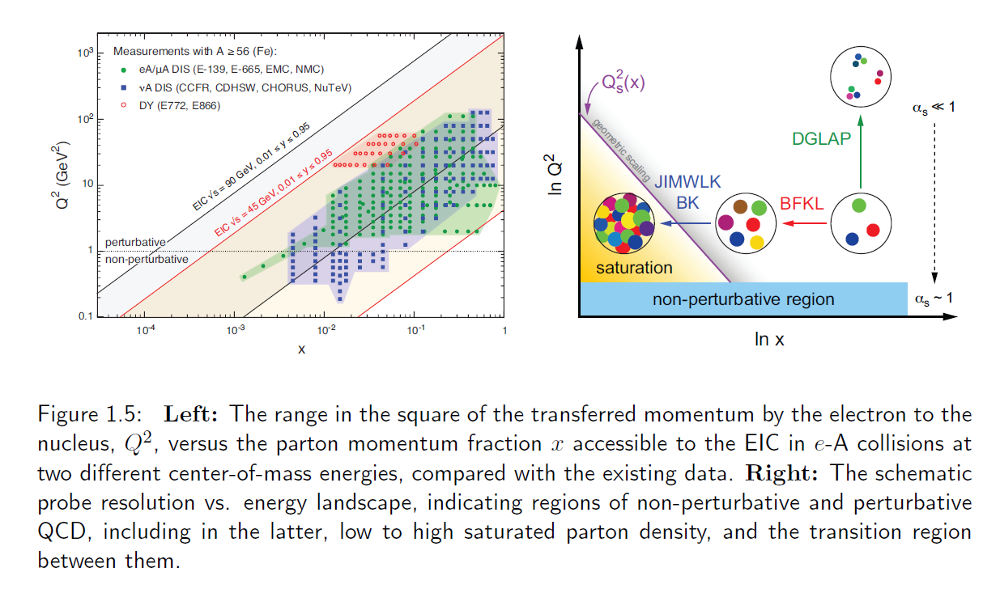 Measurements with A ≥ 56 (Fe):
eA/μA DIS (E-139, E-665, EMC, NMC)
νA DIS (CCFR, CDHSW, CHORUS, NuTeV)
DY (E772, E866)
EIC √s = 90 GeV, 0.01 ≤ y ≤ 0.95
EIC √s = 45 GeV, 0.01 ≤ y ≤ 0.95
perturbative
non-perturbative
Q² (GeV²)
10³
10²
10
1
0.1
10⁻⁴
10⁻³
10⁻²
10⁻¹
1
x
ln Q²
Q²ₛ(x)
geometric scaling
αₛ ≪ 1
DGLAP
JIMWLK
BK
BFKL
saturation
non-perturbative region
αₛ ~ 1
ln x
Figure 1.5: Left: The range in the square of the transferred momentum by the electron to the
nucleus, Q², versus the parton momentum fraction x accessible to the EIC in e-A collisions at
two different center-of-mass energies, compared with the existing data. Right: The schematic
probe resolution vs. energy landscape, indicating regions of non-perturbative and perturbative
QCD, including in the latter, low to high saturated parton density, and the transition region
between them.